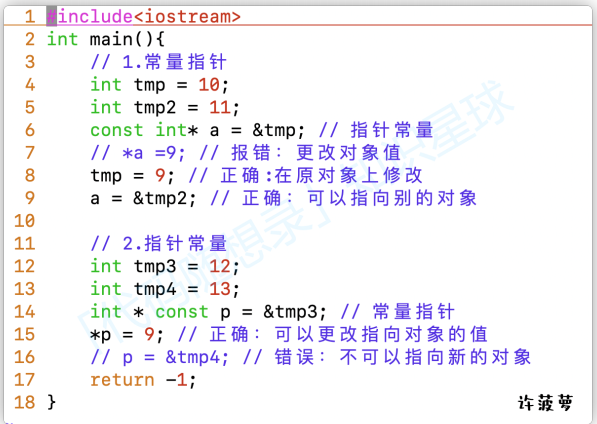 1 #include<iostream>
2 int main(){
3     // 1.常量指针
4     int tmp = 10;
5     int tmp2 = 11;
6     const int* a = &tmp; // 指针常量
7     // *a =9; // 报错: 更改对象值
8     tmp = 9; // 正确:在原对象上修改
9     a = &tmp2; // 正确: 可以指向别的对象
10
11     // 2.指针常量
12     int tmp3 = 12;
13     int tmp4 = 13;
14     int * const p = &tmp3; // 常量指针
15     *p = 9; // 正确: 可以更改指向对象的值
16     // p = &tmp4; // 错误: 不可以指向新的对象
17     return -1;
18 }
许菠萝